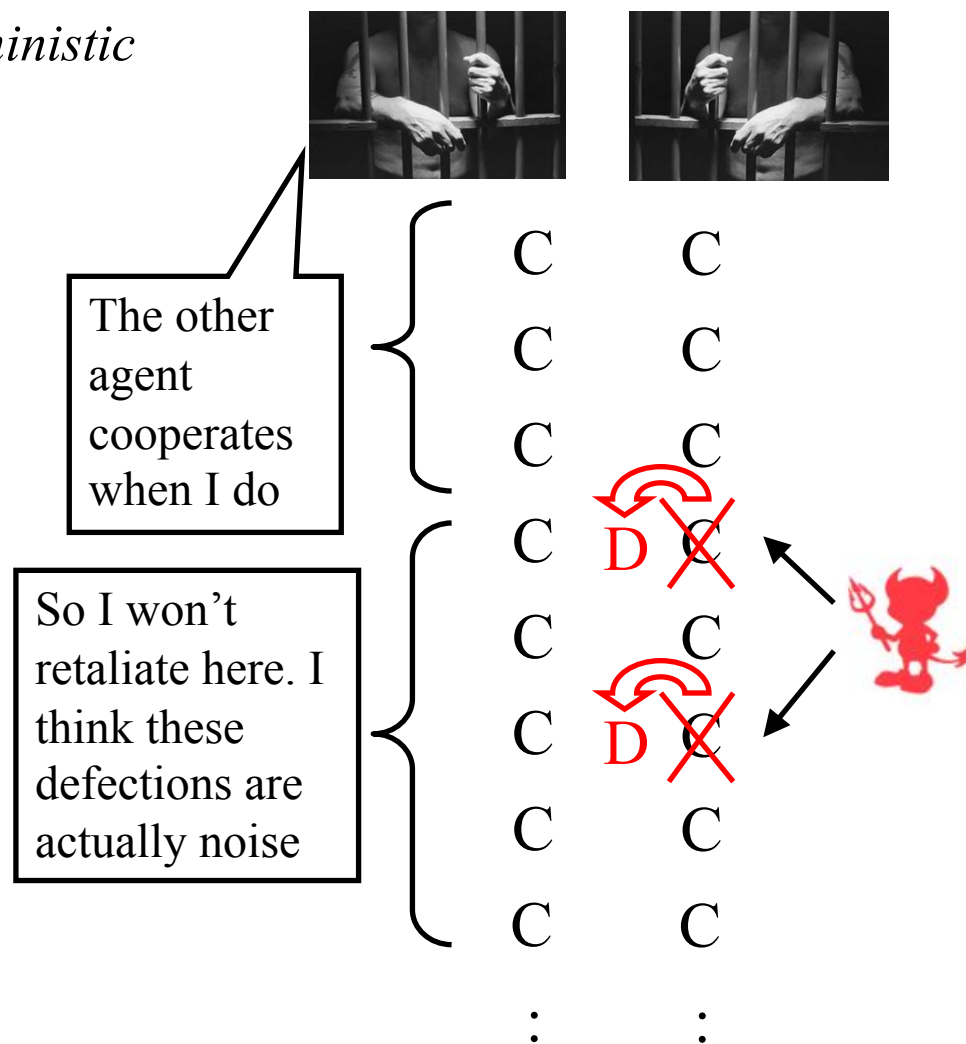 inistic
The other
agent
cooperates
when I do
So I won’t
retaliate here. I
think these
defections are
actually noise
C C
C C
C C
C D C
C C
C D C
C C
C C
: :